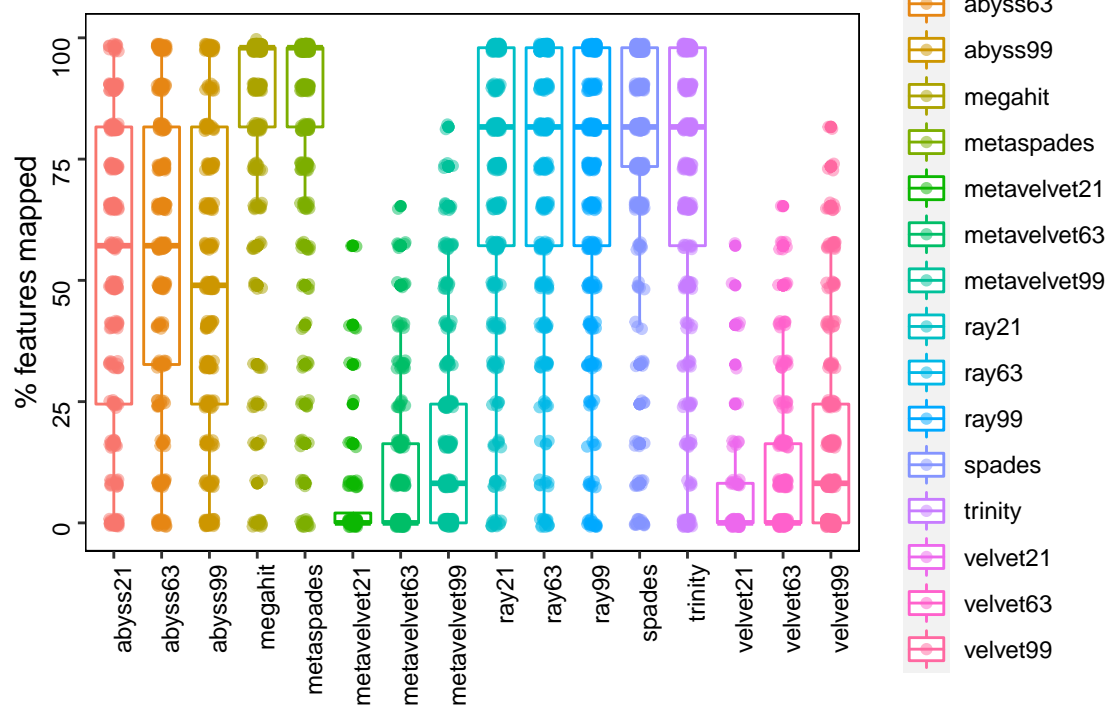 % features mapped
100
75
50
25
0
abyss21
abyss63
abyss99
megahit
metaspades
metavelvet21
metavelvet63
metavelvet99
ray21
ray63
ray99
spades
trinity
velvet21
velvet63
velvet99
abyss63
abyss99
megahit
metaspades
metavelvet21
metavelvet63
metavelvet99
ray21
ray63
ray99
spades
trinity
velvet21
velvet63
velvet99